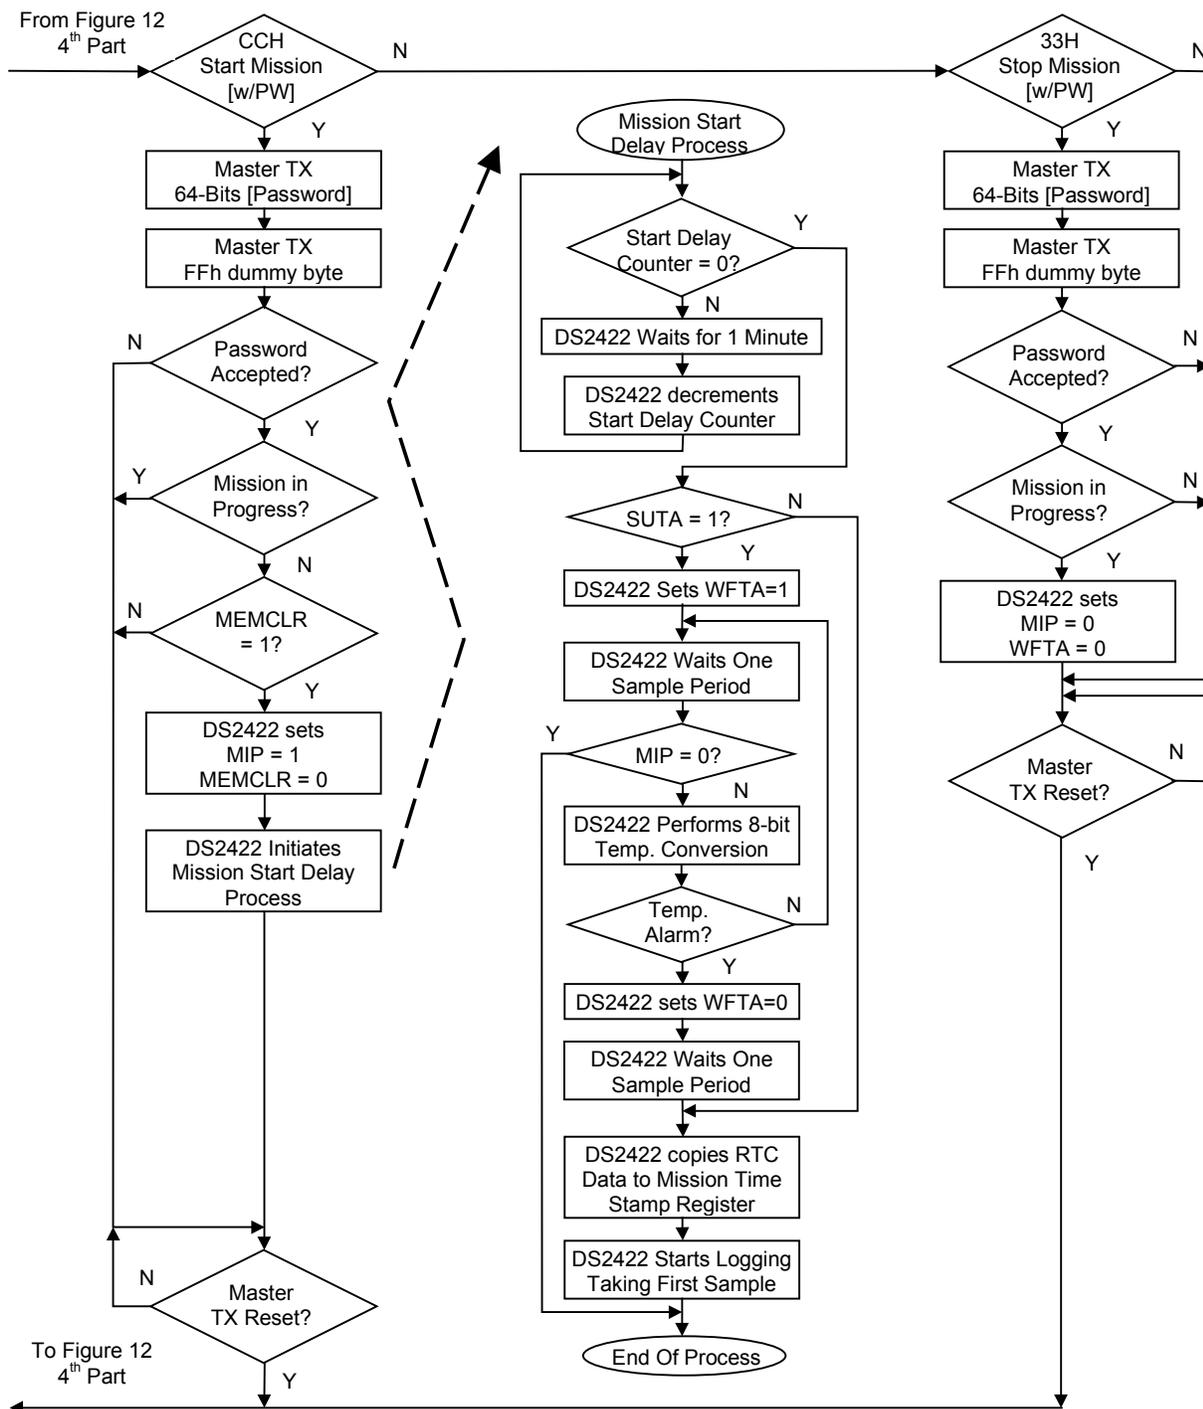 From Figure 12
4th Part
CCH
Start Mission
[w/PW]
N
Y
Master TX
64-Bits [Password]
Master TX
FFh dummy byte
N
Password
Accepted?
Y
Y
Mission in
Progress?
N
N
MEMCLR
= 1?
Y
DS2422 sets
MIP = 1
MEMCLR = 0
DS2422 Initiates
Mission Start Delay
Process
N
Master
TX Reset?
Y
To Figure 12
4th Part
Mission Start
Delay Process
Start Delay
Counter = 0?
Y
N
DS2422 Waits for 1 Minute
DS2422 decrements
Start Delay Counter
SUTA = 1?
N
Y
DS2422 Sets WFTA=1
DS2422 Waits One
Sample Period
Y
MIP = 0?
N
DS2422 Performs 8-bit
Temp. Conversion
Temp.
Alarm?
N
Y
DS2422 sets WFTA=0
DS2422 Waits One
Sample Period
DS2422 copies RTC
Data to Mission Time
Stamp Register
DS2422 Starts Logging
Taking First Sample
End Of Process
33H
Stop Mission
[w/PW]
N
Y
Master TX
64-Bits [Password]
Master TX
FFh dummy byte
Password
Accepted?
N
Y
Mission in
Progress?
N
Y
DS2422 sets
MIP = 0
WFTA = 0
Master
TX Reset?
N
Y